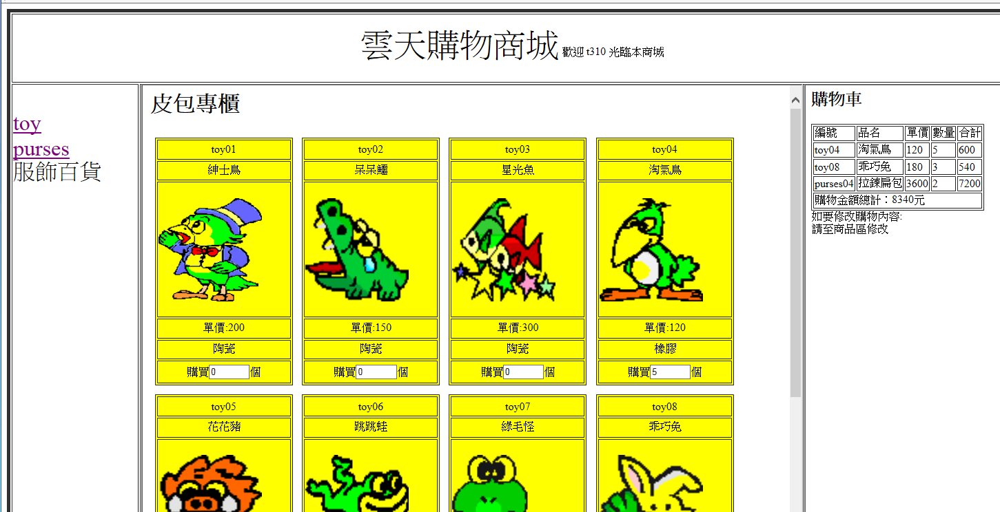 雲天購物商城 歡迎 t310 光臨本商城
toy
purses
服飾百貨
皮包專櫃
toy01
紳士鳥
單價:200
陶瓷
購買0個
toy02
呆呆鱷
單價:150
陶瓷
購買0個
toy03
星光魚
單價:300
陶瓷
購買0個
toy04
淘氣鳥
單價:120
橡膠
購買5個
toy05
花花豬
toy06
跳跳蛙
toy07
綠毛怪
toy08
乖巧兔
購物車
編號 品名 單價 數量 合計
toy04 淘氣鳥 120 5 600
toy08 乖巧兔 180 3 540
purses04 拉鍊扁包 3600 2 7200
購物金額總計：8340元
如要修改購物內容:
請至商品區修改